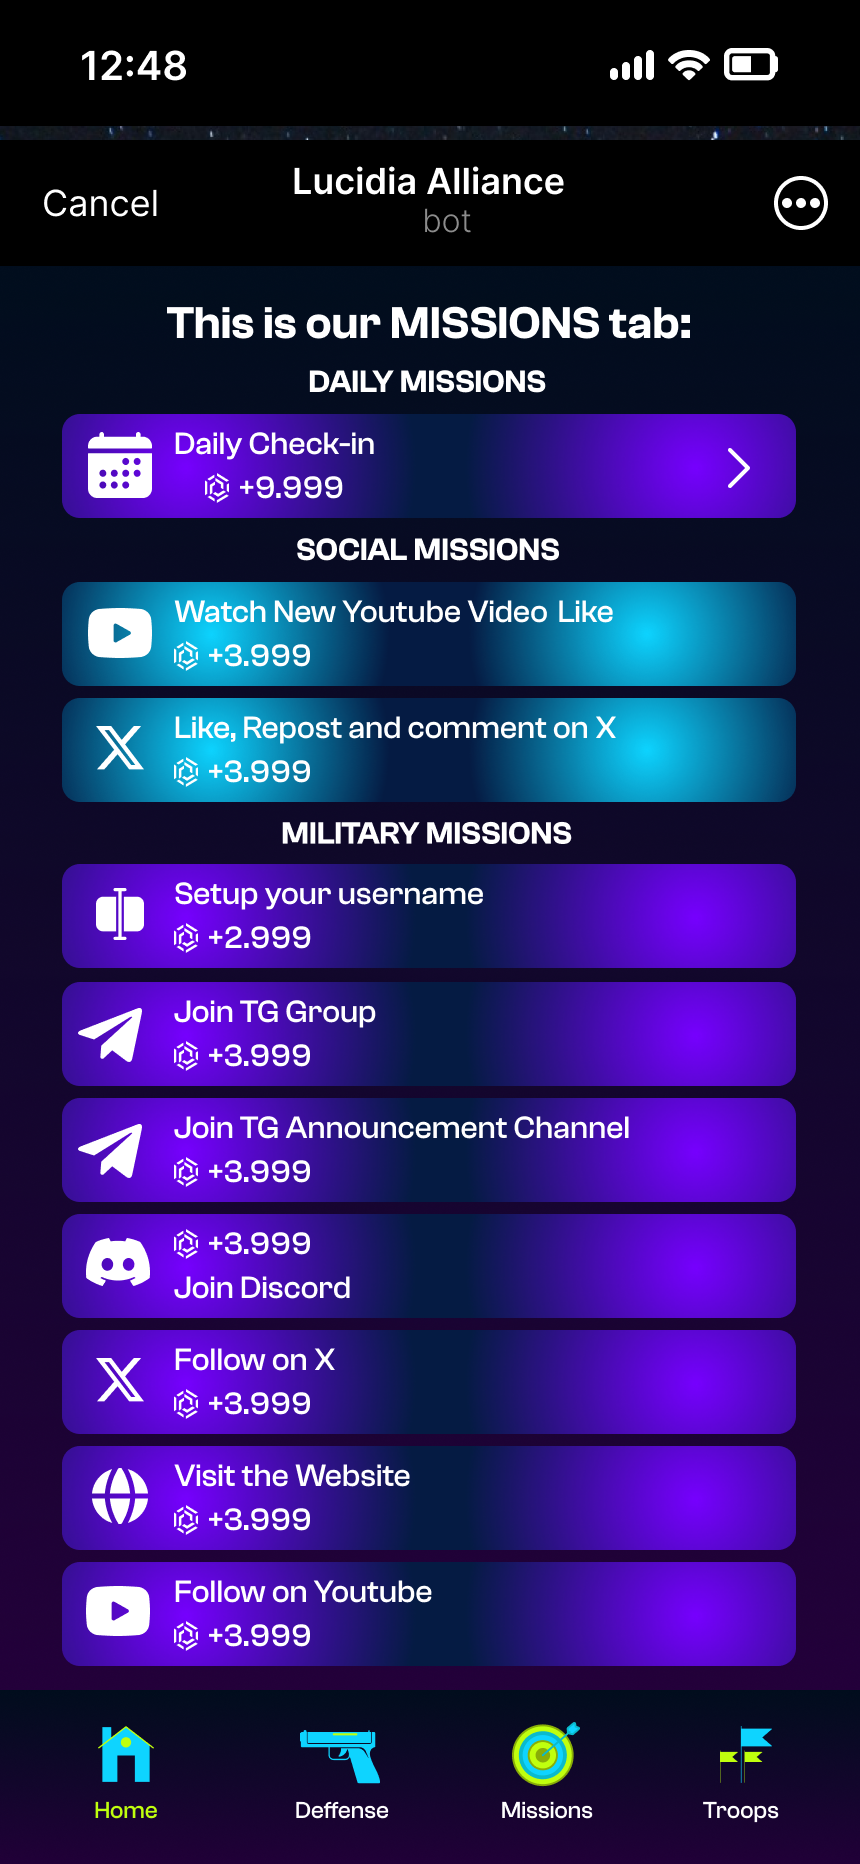 12:48
Cancel
Lucidia Alliance
bot
This is our MISSIONS tab:
DAILY MISSIONS
Daily Check-in
+9.999
SOCIAL MISSIONS
Watch New Youtube Video Like
+3.999
Like, Repost and comment on X
+3.999
MILITARY MISSIONS
Setup your username
+2.999
Join TG Group
+3.999
Join TG Announcement Channel
+3.999
+3.999
Join Discord
Follow on X
+3.999
Visit the Website
+3.999
Follow on Youtube
+3.999
Home
Deffense
Missions
Troops